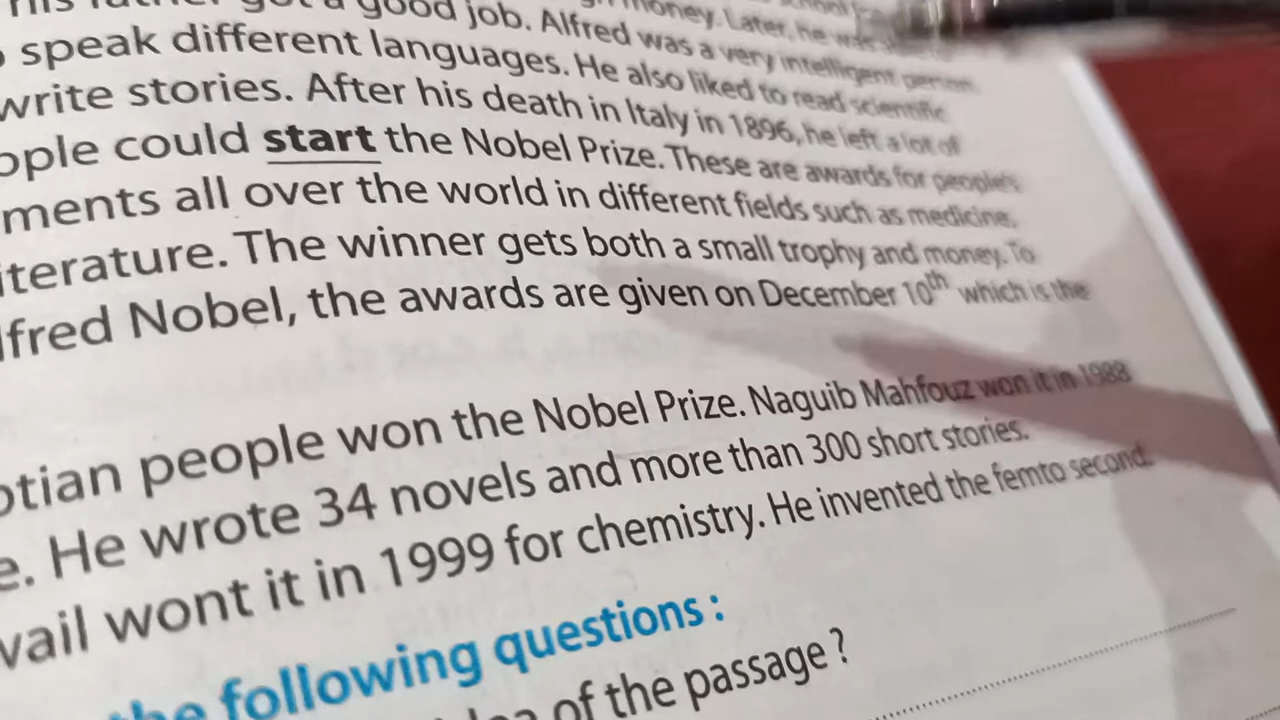 his father got a good job. Alfred was a very intelligent person.
speak different languages. He also liked to read scientific
write stories. After his death in Italy in 1896, he left a lot of
ople could start the Nobel Prize. These are awards for people's
ments all over the world in different fields such as medicine,
iterature. The winner gets both a small trophy and money. To
lfred Nobel, the awards are given on December 10th which is the
otian people won the Nobel Prize. Naguib Mahfouz won it in 1988
e. He wrote 34 novels and more than 300 short stories.
vail wont it in 1999 for chemistry. He invented the femto second.
the following questions :
of the passage ?